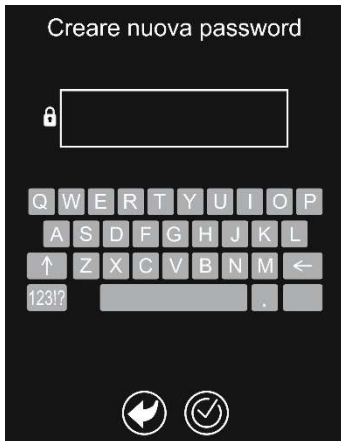 Creare nuova password
Q W E R T Y U I O P
A S D F G H J K L
↑ Z X C V B N M ←
123!? .